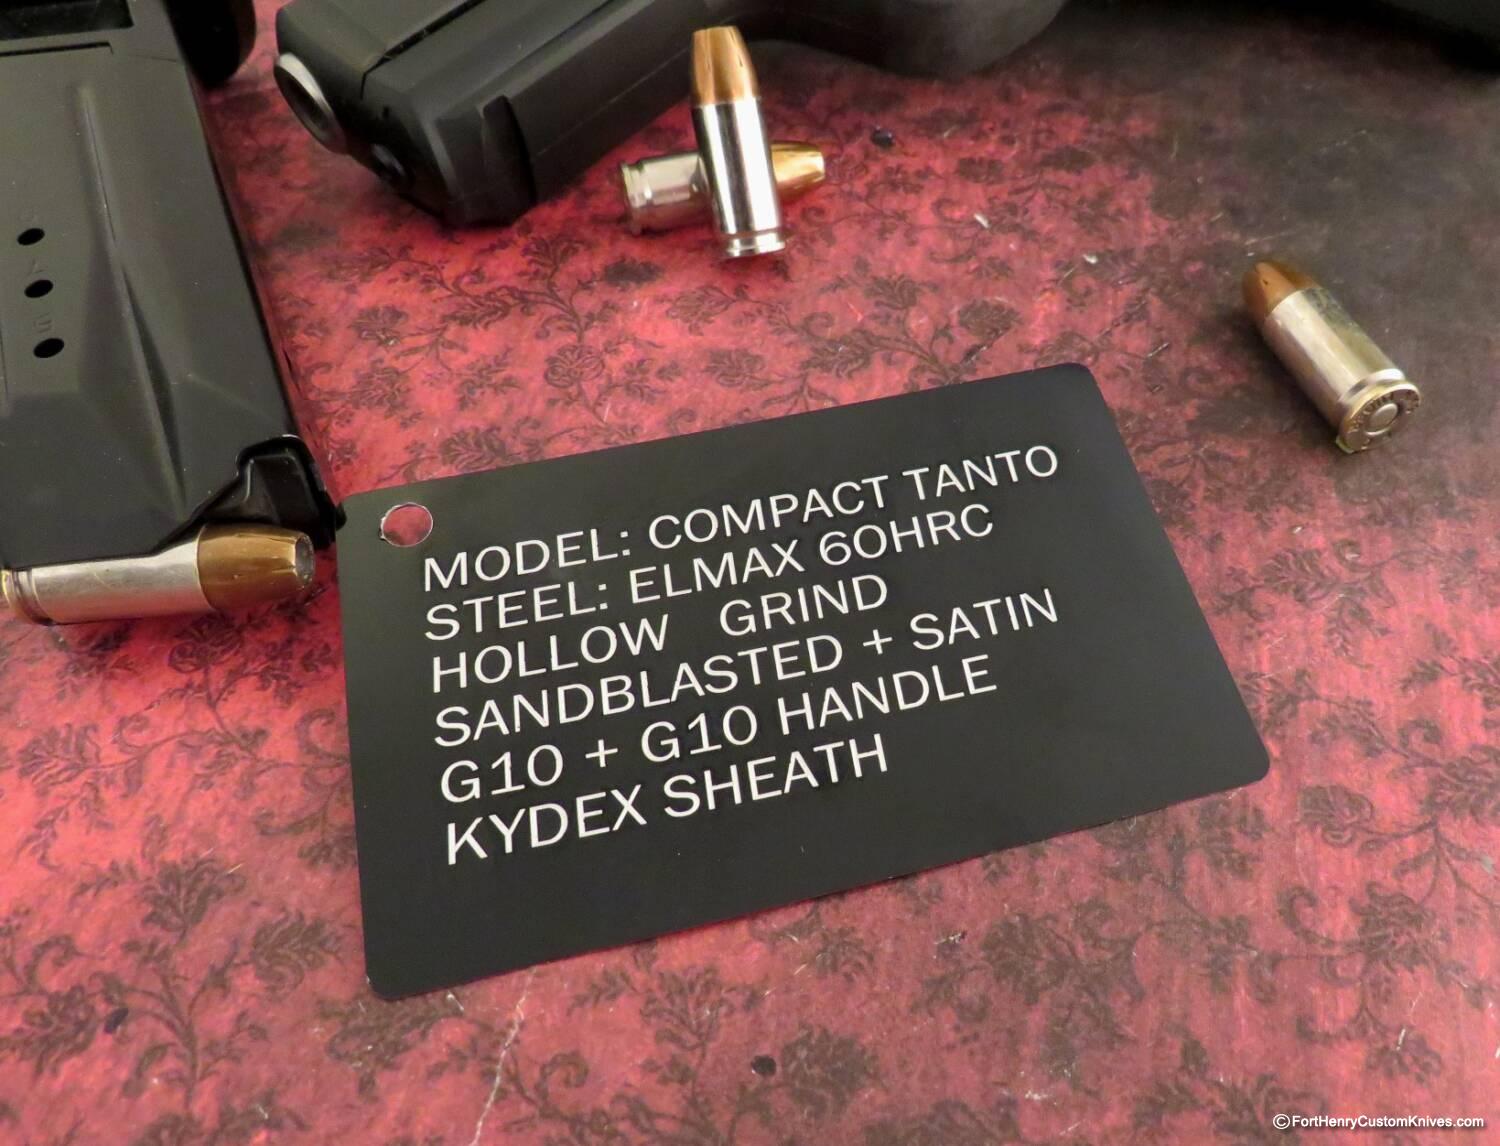 MODEL: COMPACT TANTO
STEEL: ELMAX 60HRC
HOLLOW GRIND
SANDBLASTED + SATIN
G10 + G10 HANDLE
KYDEX SHEATH
©FortHenryCustomKnives.com